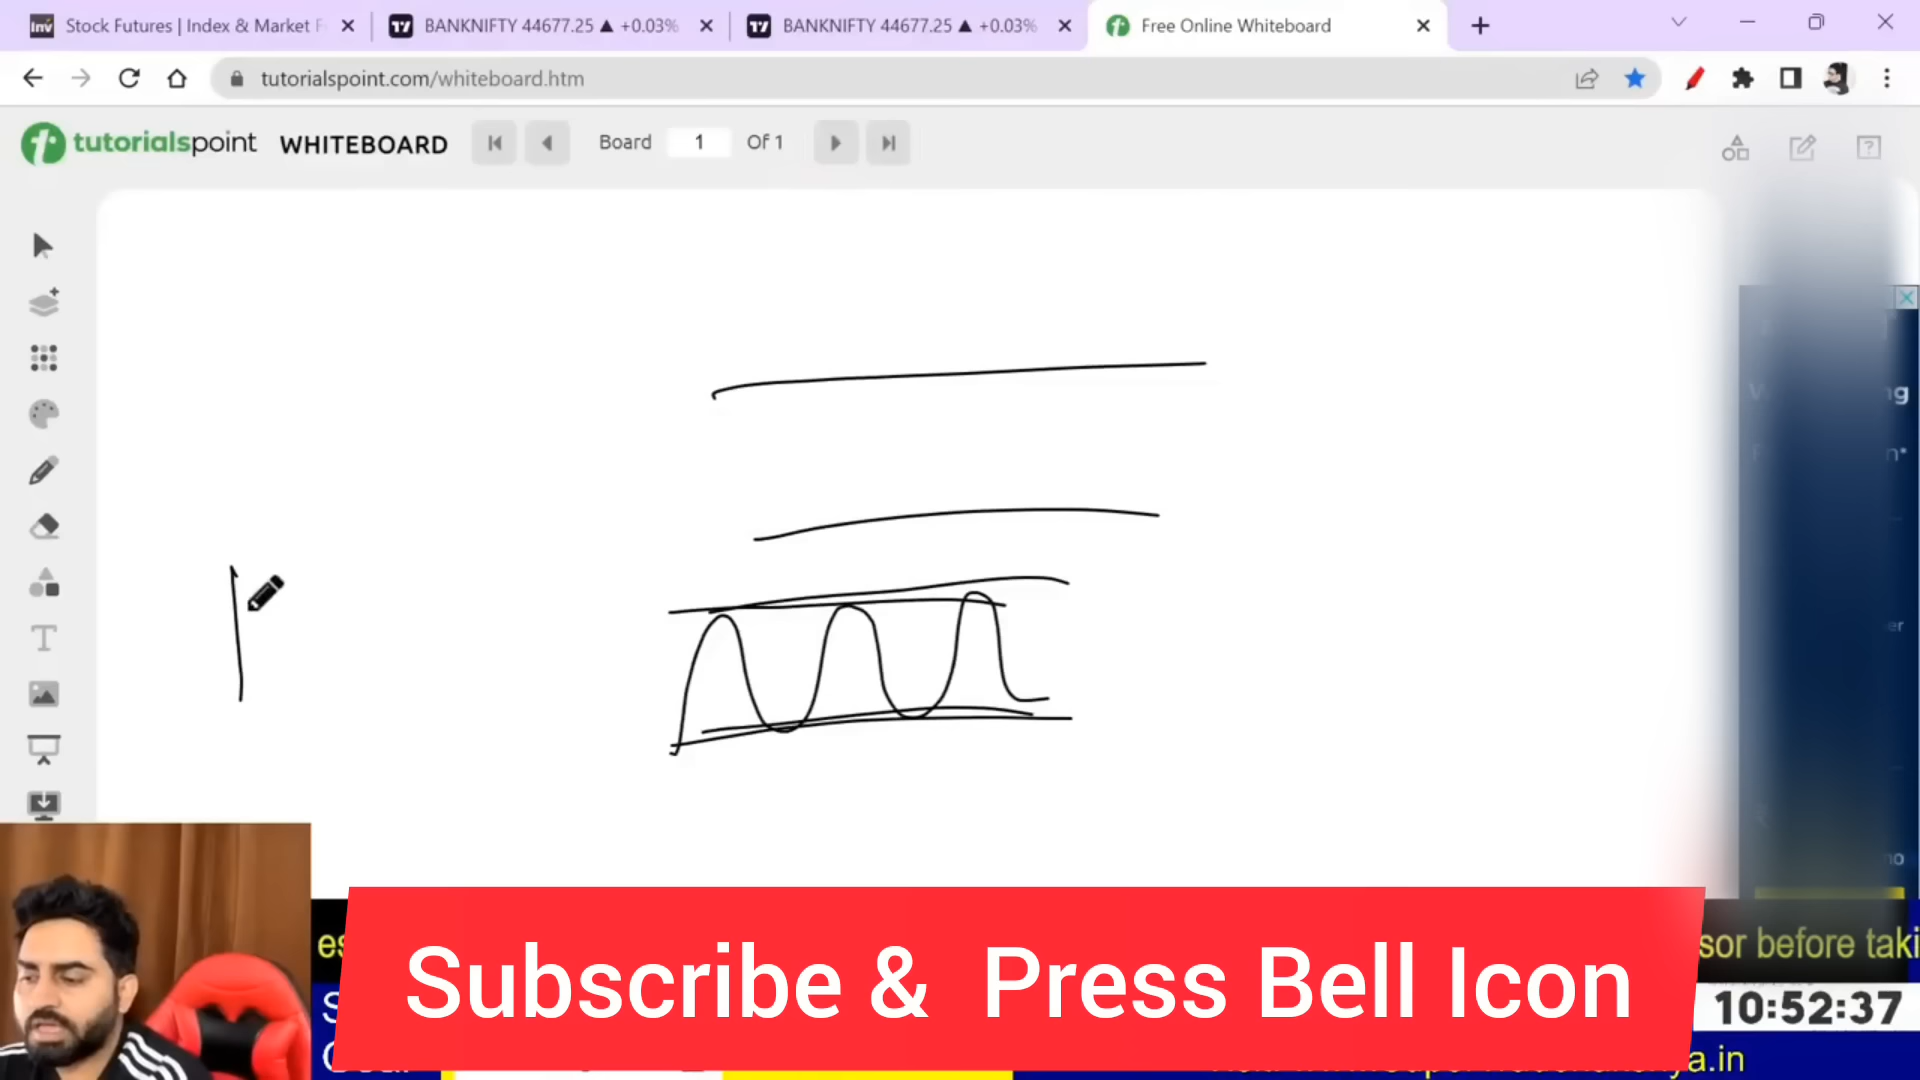 Stock Futures | Index & Market F
BANKNIFTY 44677.25 ▲ +0.03%
BANKNIFTY 44677.25 ▲ +0.03%
Free Online Whiteboard
tutorialspoint.com/whiteboard.htm
tutorialspoint WHITEBOARD Board 1 Of 1
Subscribe & Press Bell Icon
sor before taki
10:52:37
ya.in